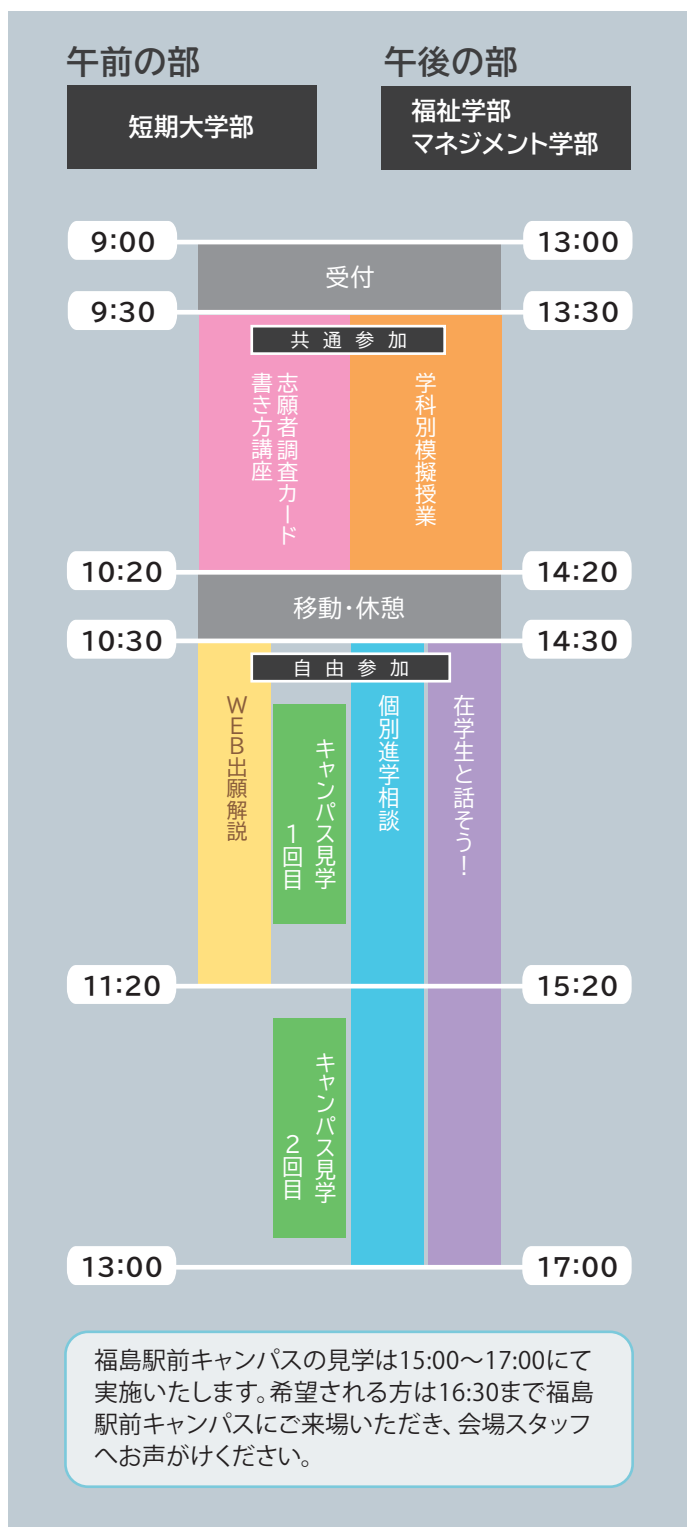 午前の部
午後の部
短期大学部
福祉学部
マネジメント学部
9:00
13:00
受付
9:30
13:30
共通参加
志願者調査カード
書き方講座
学科別模擬授業
10:20
14:20
移動・休憩
10:30
14:30
自由参加
WEB出願解説
キャンパス見学
1回目
個別進学相談
在学生と話そう!
11:20
15:20
キャンパス見学
2回目
13:00
17:00
福島駅前キャンパスの見学は15:00〜17:00にて
実施いたします。希望される方は16:30まで福島
駅前キャンパスにご来場いただき、会場スタッフ
へお声がけください。